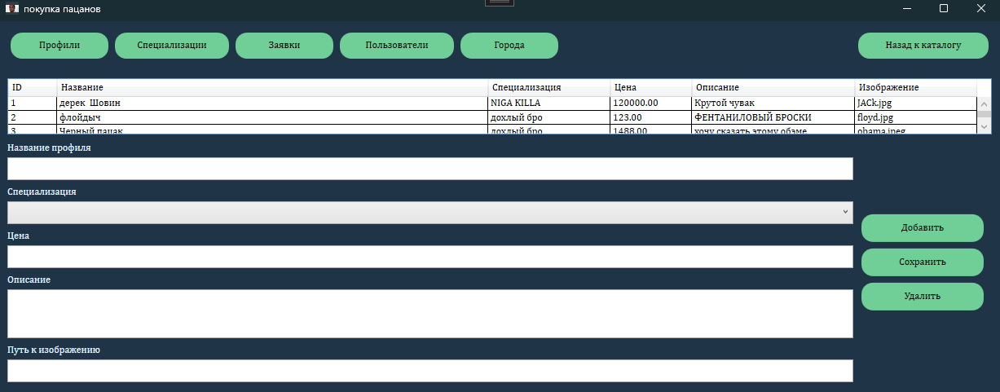 покупка пацанов
Профили Специализации Заявки Пользователи Города Назад к каталогу
ID Название Специализация Цена Описание Изображение
1 дерек Шовин NIGA KILLA 120000.00 Крутой чувак JACk.jpg
2 флойдыч дохлый бро 123.00 ФЕНТАНИЛОВЫЙ БРОСКИ floyd.jpg
3 Черный пацак дохлый бро 1488.00 хочу сказать этому обэме obama.jpeg
Название профиля
Специализация
Цена
Добавить
Сохранить
Описание
Удалить
Путь к изображению